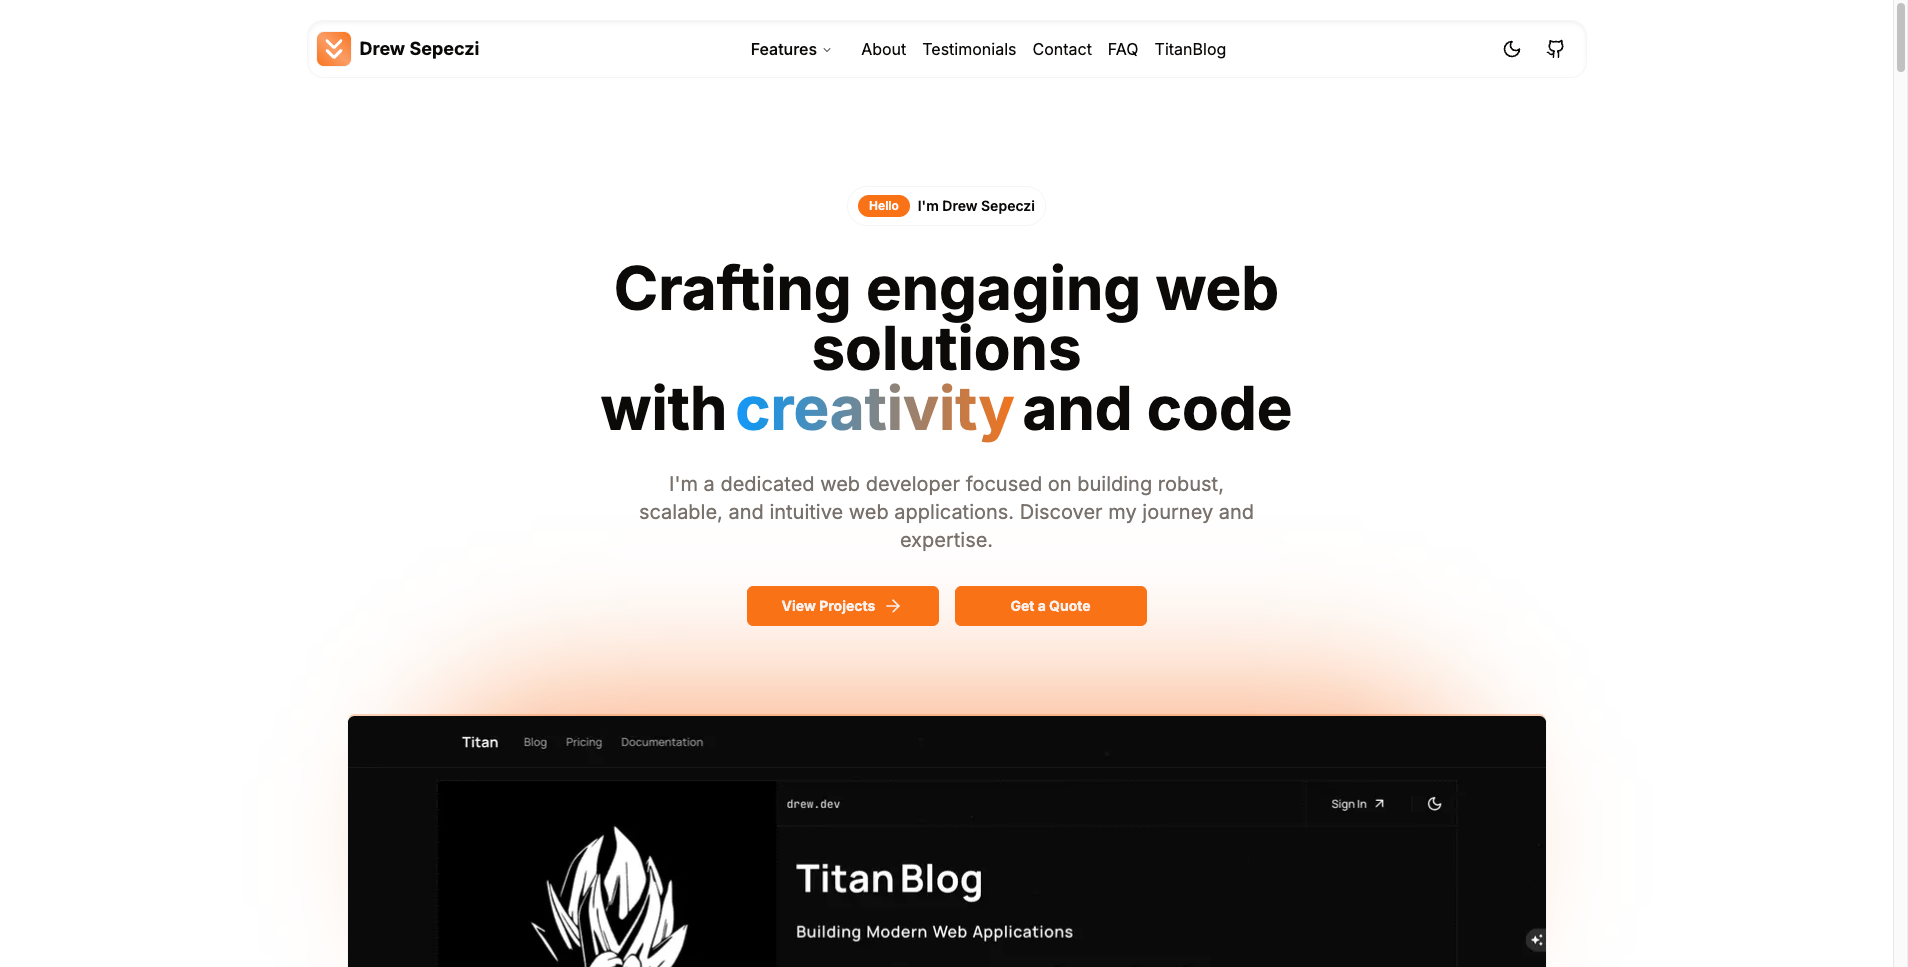 Drew Sepeczi
Features About Testimonials Contact FAQ TitanBlog
Hello I'm Drew Sepeczi
Crafting engaging web
solutions
with creativity and code
I'm a dedicated web developer focused on building robust,
scalable, and intuitive web applications. Discover my journey and
expertise.
View Projects
Get a Quote
Titan Blog Pricing Documentation
drew.dev
Sign In
Titan Blog
Building Modern Web Applications